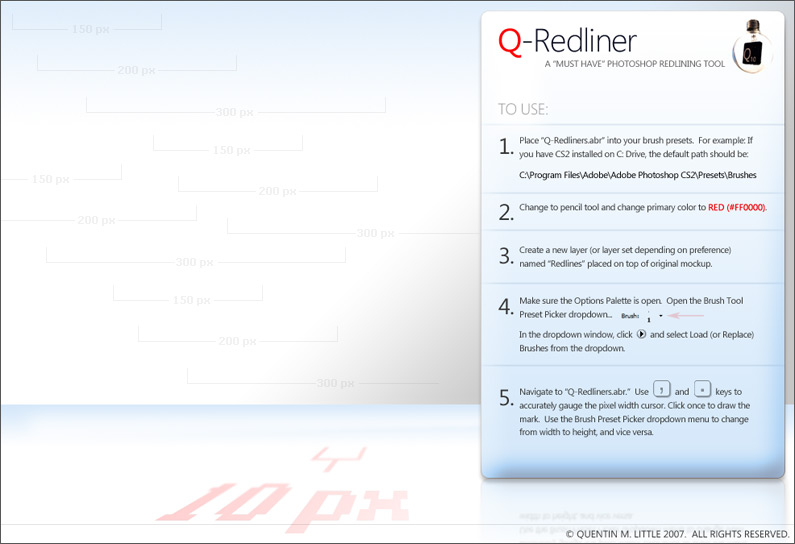 150 px
200 px
300 px
150 px
150 px
200 px
200 px
300 px
300 px
150 px
200 px
300 px
10 px
Q-Redliner
A "MUST HAVE" PHOTOSHOP REDLINING TOOL
TO USE:
1. Place "Q-Redliners.abr" into your brush presets. For example: If
you have CS2 installed on C: Drive, the default path should be:
C:\Program Files\Adobe\Adobe Photoshop CS2\Presets\Brushes
2. Change to pencil tool and change primary color to RED (#FF0000).
3. Create a new layer (or layer set depending on preference)
named "Redlines" placed on top of original mockup.
4. Make sure the Options Palette is open. Open the Brush Tool
Preset Picker dropdown... Brush: 1
In the dropdown window, click and select Load (or Replace)
Brushes from the dropdown.
5. Navigate to "Q-Redliners.abr." Use and keys to
accurately gauge the pixel width cursor. Click once to draw the
mark. Use the Brush Preset Picker dropdown menu to change
from width to height, and vice versa.
© QUENTIN M. LITTLE 2007. ALL RIGHTS RESERVED.